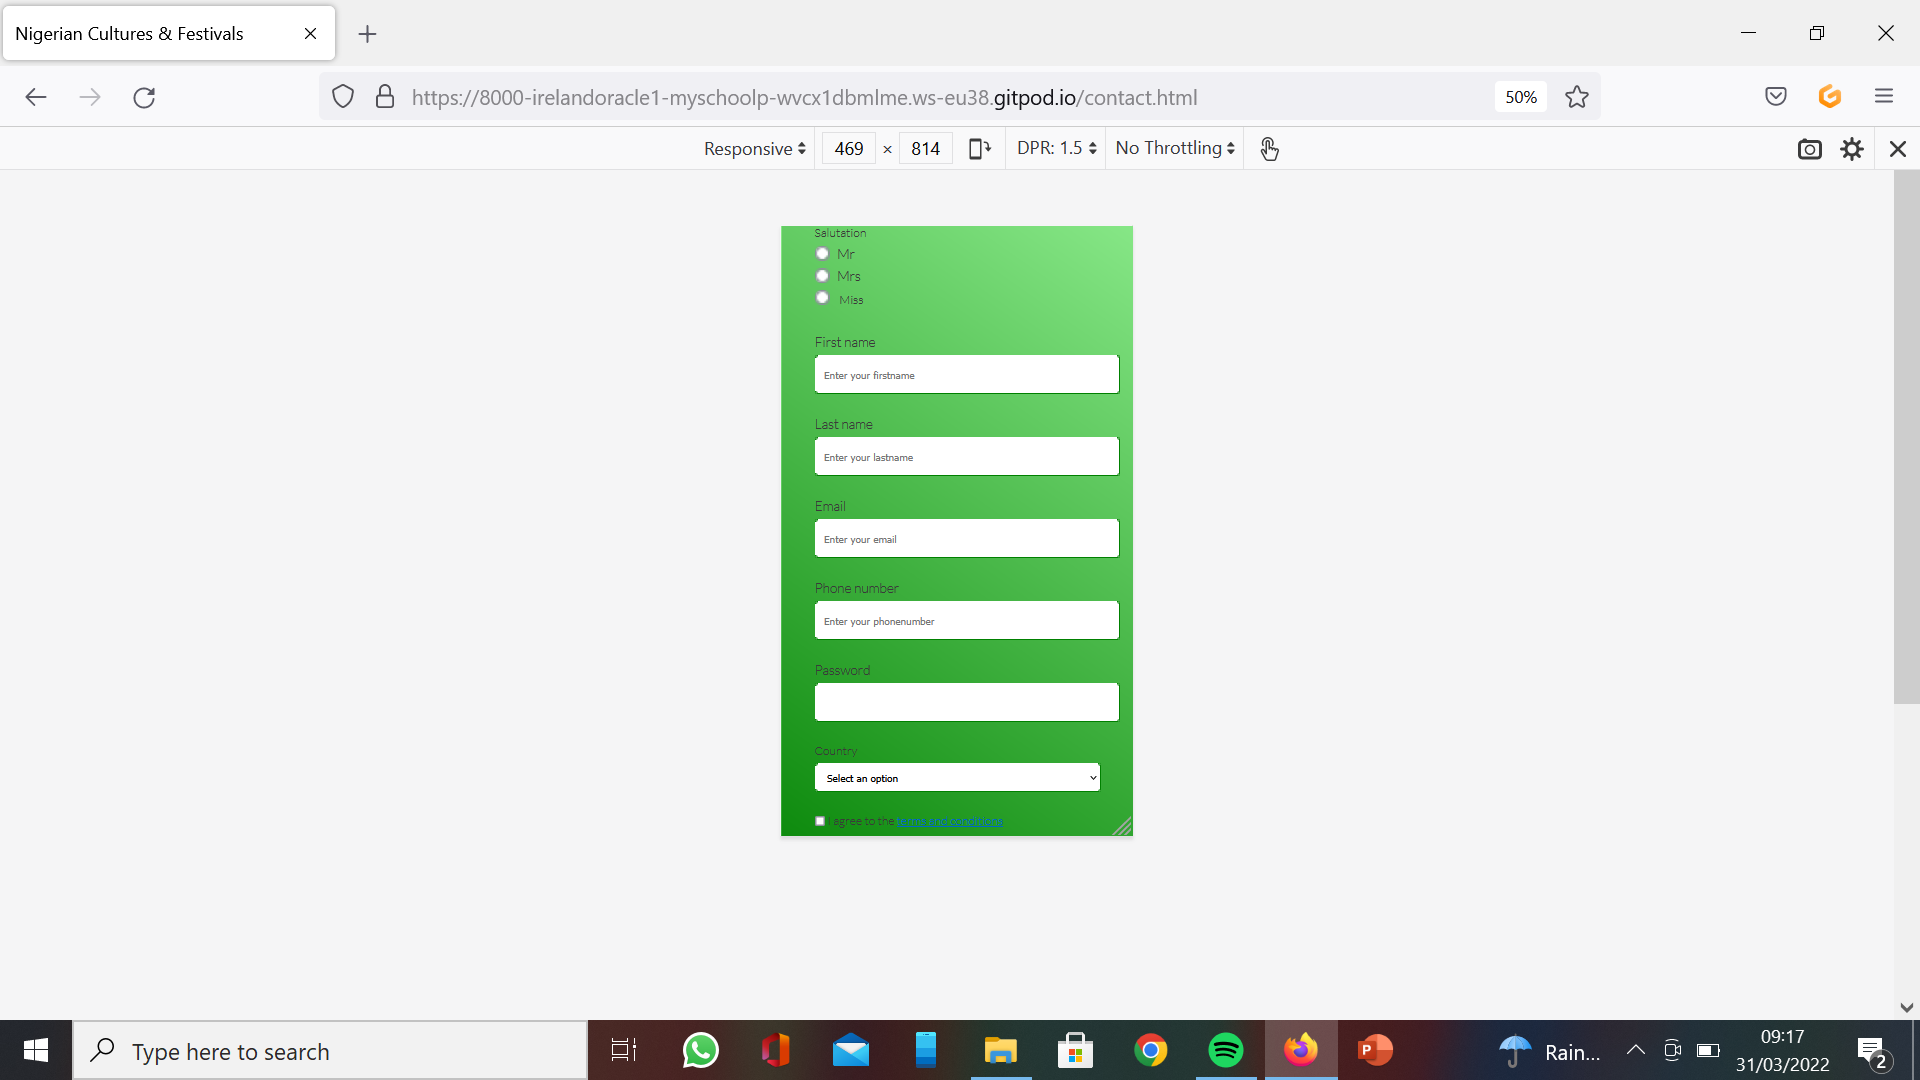 Nigerian Cultures & Festivals
https://8000-irelandoracle1-myschoolp-wvcx1dbmlme.ws-eu38.gitpod.io/contact.html
50%
Responsive 469 × 814 DPR: 1.5 No Throttling
Salutation
Mr
Mrs
Miss
First name
Enter your firstname
Last name
Enter your lastname
Email
Enter your email
Phone number
Enter your phonenumber
Password
Country
Select an option
I agree to the terms and conditions
Type here to search
Rain...
09:17
31/03/2022
2